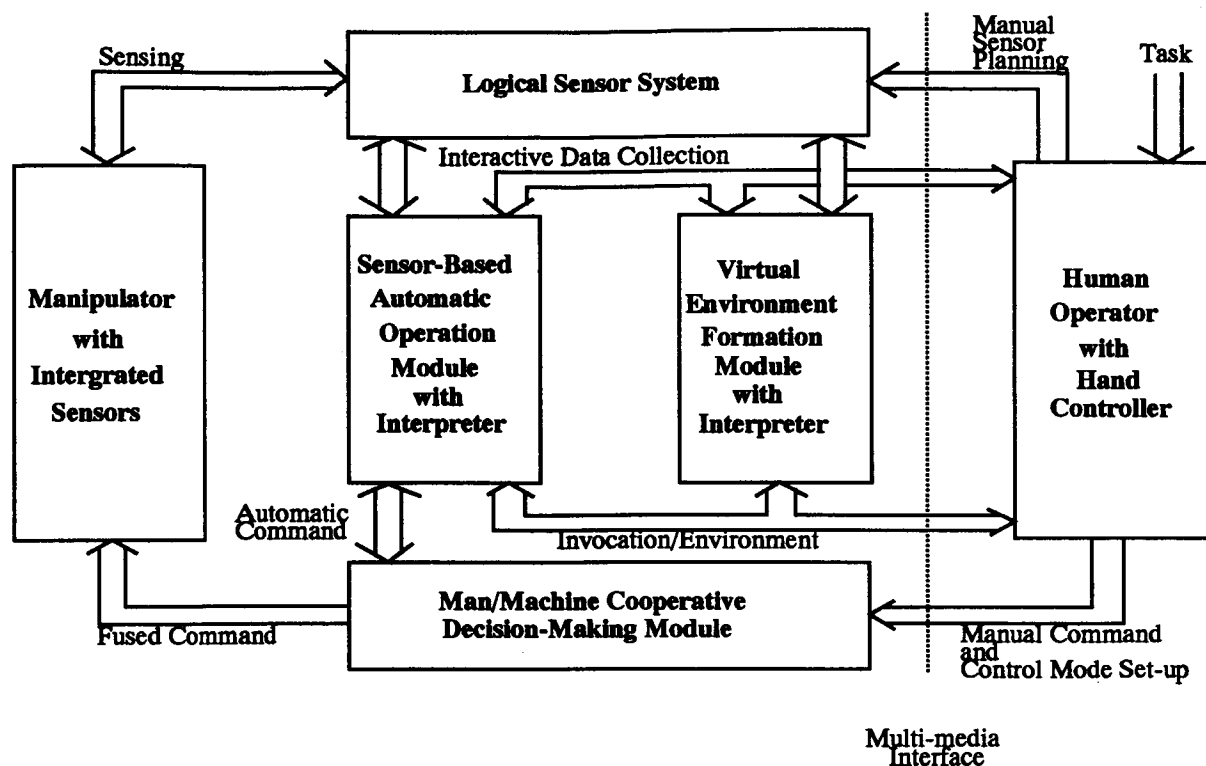 Sensing
Logical Sensor System
Manual
Sensor
Planning
Task
Interactive Data Collection
Manipulator
with
Intergrated
Sensors
Sensor-Based
Automatic
Operation
Module
with
Interpreter
Virtual
Environment
Formation
Module
with
Interpreter
Human
Operator
with
Hand
Controller
Automatic
Command
Invocation/Environment
Fused Command
Man/Machine Cooperative
Decision-Making Module
Manual Command
and
Control Mode Set-up
Multi-media
Interface